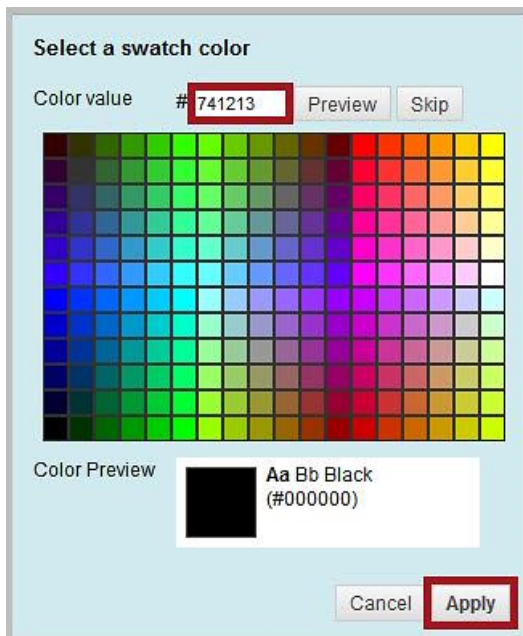 Select a swatch color
Color value # 741213 Preview Skip
Color Preview Aa Bb Black
(#000000)
Cancel Apply